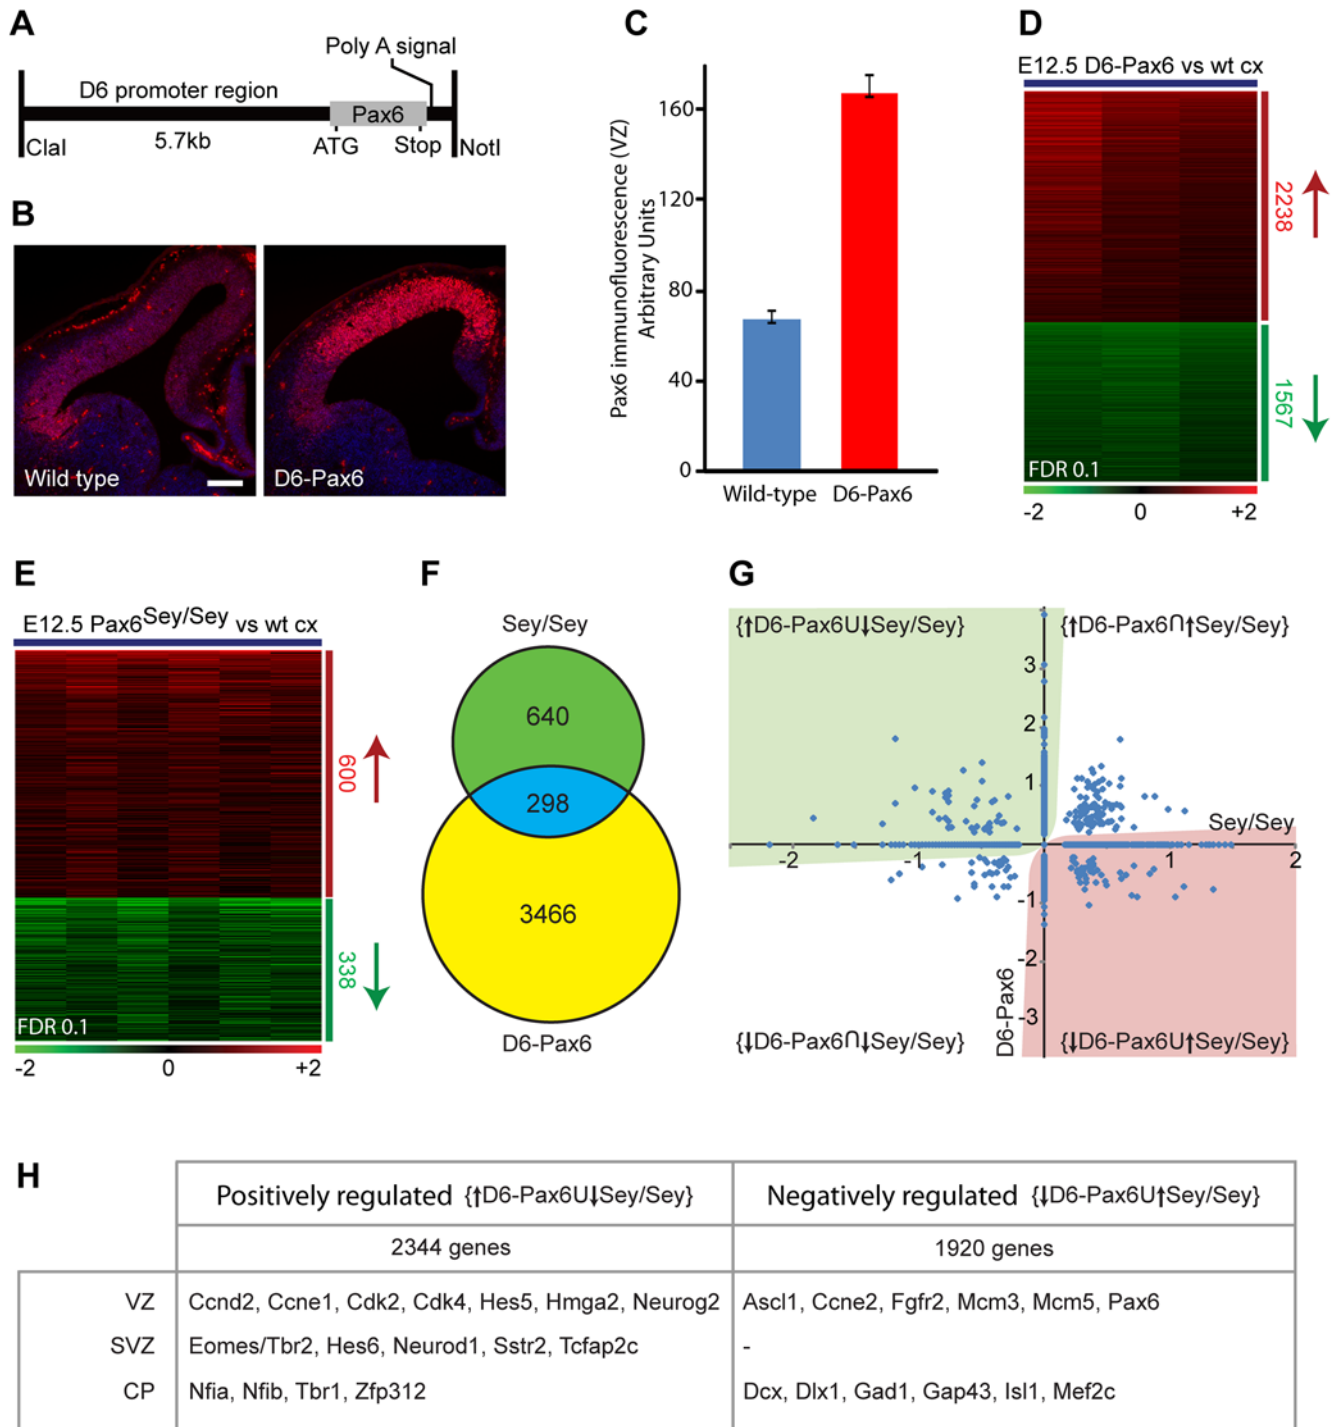 A
Poly A signal
D6 promoter region
Pax6
ClaI
5.7kb
ATG
Stop
NotI
B
Wild type
D6-Pax6
C
Pax6 immunofluorescence (VZ)
Arbitrary Units
160
120
80
40
0
Wild-type
D6-Pax6
D
E12.5 D6-Pax6 vs wt cx
2238
1567
FDR 0.1
-2 0 +2
E
E12.5 Pax6Sey/Sey vs wt cx
600
338
FDR 0.1
-2 0 +2
F
Sey/Sey
640
298
3466
D6-Pax6
G
{↑D6-Pax6U↓Sey/Sey}
{↑D6-Pax6∩↑Sey/Sey}
3
2
1
Sey/Sey
-2 -1 1 2
-1
-2
-3
D6-Pax6
{↓D6-Pax6∩↓Sey/Sey}
{↓D6-Pax6U↑Sey/Sey}
H
Positively regulated {↑D6-Pax6U↓Sey/Sey}
Negatively regulated {↓D6-Pax6U↑Sey/Sey}
2344 genes
1920 genes
VZ
Ccnd2, Ccne1, Cdk2, Cdk4, Hes5, Hmga2, Neurog2
Ascl1, Ccne2, Fgfr2, Mcm3, Mcm5, Pax6
SVZ
Eomes/Tbr2, Hes6, Neurod1, Sstr2, Tcfap2c
-
CP
Nfia, Nfib, Tbr1, Zfp312
Dcx, Dlx1, Gad1, Gap43, Isl1, Mef2c